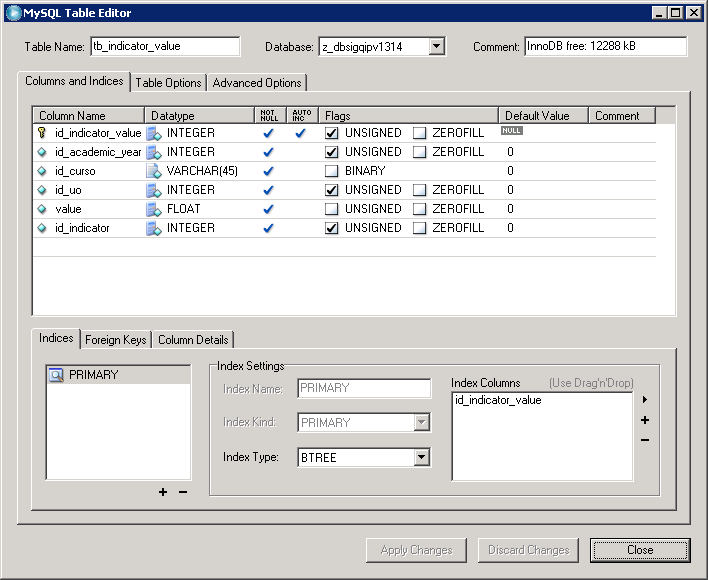 MySQL Table Editor
Table Name: tb_indicator_value Database: z_dbsigqipv1314 Comment: InnoDB free: 12288 kB
Columns and Indices Table Options Advanced Options
Column Name Datatype NOT NULL AUTO INC Flags Default Value Comment
id_indicator_value INTEGER UNSIGNED ZEROFILL NULL
id_academic_year INTEGER UNSIGNED ZEROFILL 0
id_curso VARCHAR(45) BINARY 0
id_uo INTEGER UNSIGNED ZEROFILL 0
value FLOAT UNSIGNED ZEROFILL 0
id_indicator INTEGER UNSIGNED ZEROFILL 0
Indices Foreign Keys Column Details
PRIMARY
Index Settings
Index Name: PRIMARY
Index Kind: PRIMARY
Index Type: BTREE
Index Columns (Use Drag'n'Drop)
id_indicator_value
Apply Changes Discard Changes Close